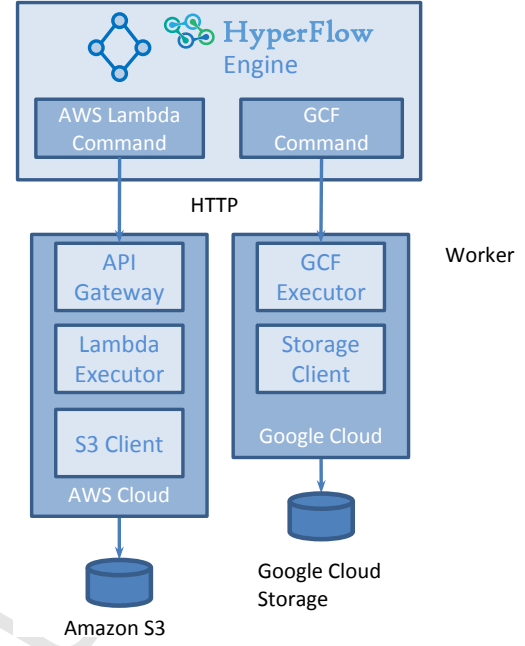 HyperFlow
Engine
AWS Lambda
Command
GCF
Command
HTTP
API
Gateway
Lambda
Executor
S3 Client
AWS Cloud
GCF
Executor
Storage
Client
Google Cloud
Worker
Amazon S3
Google Cloud
Storage